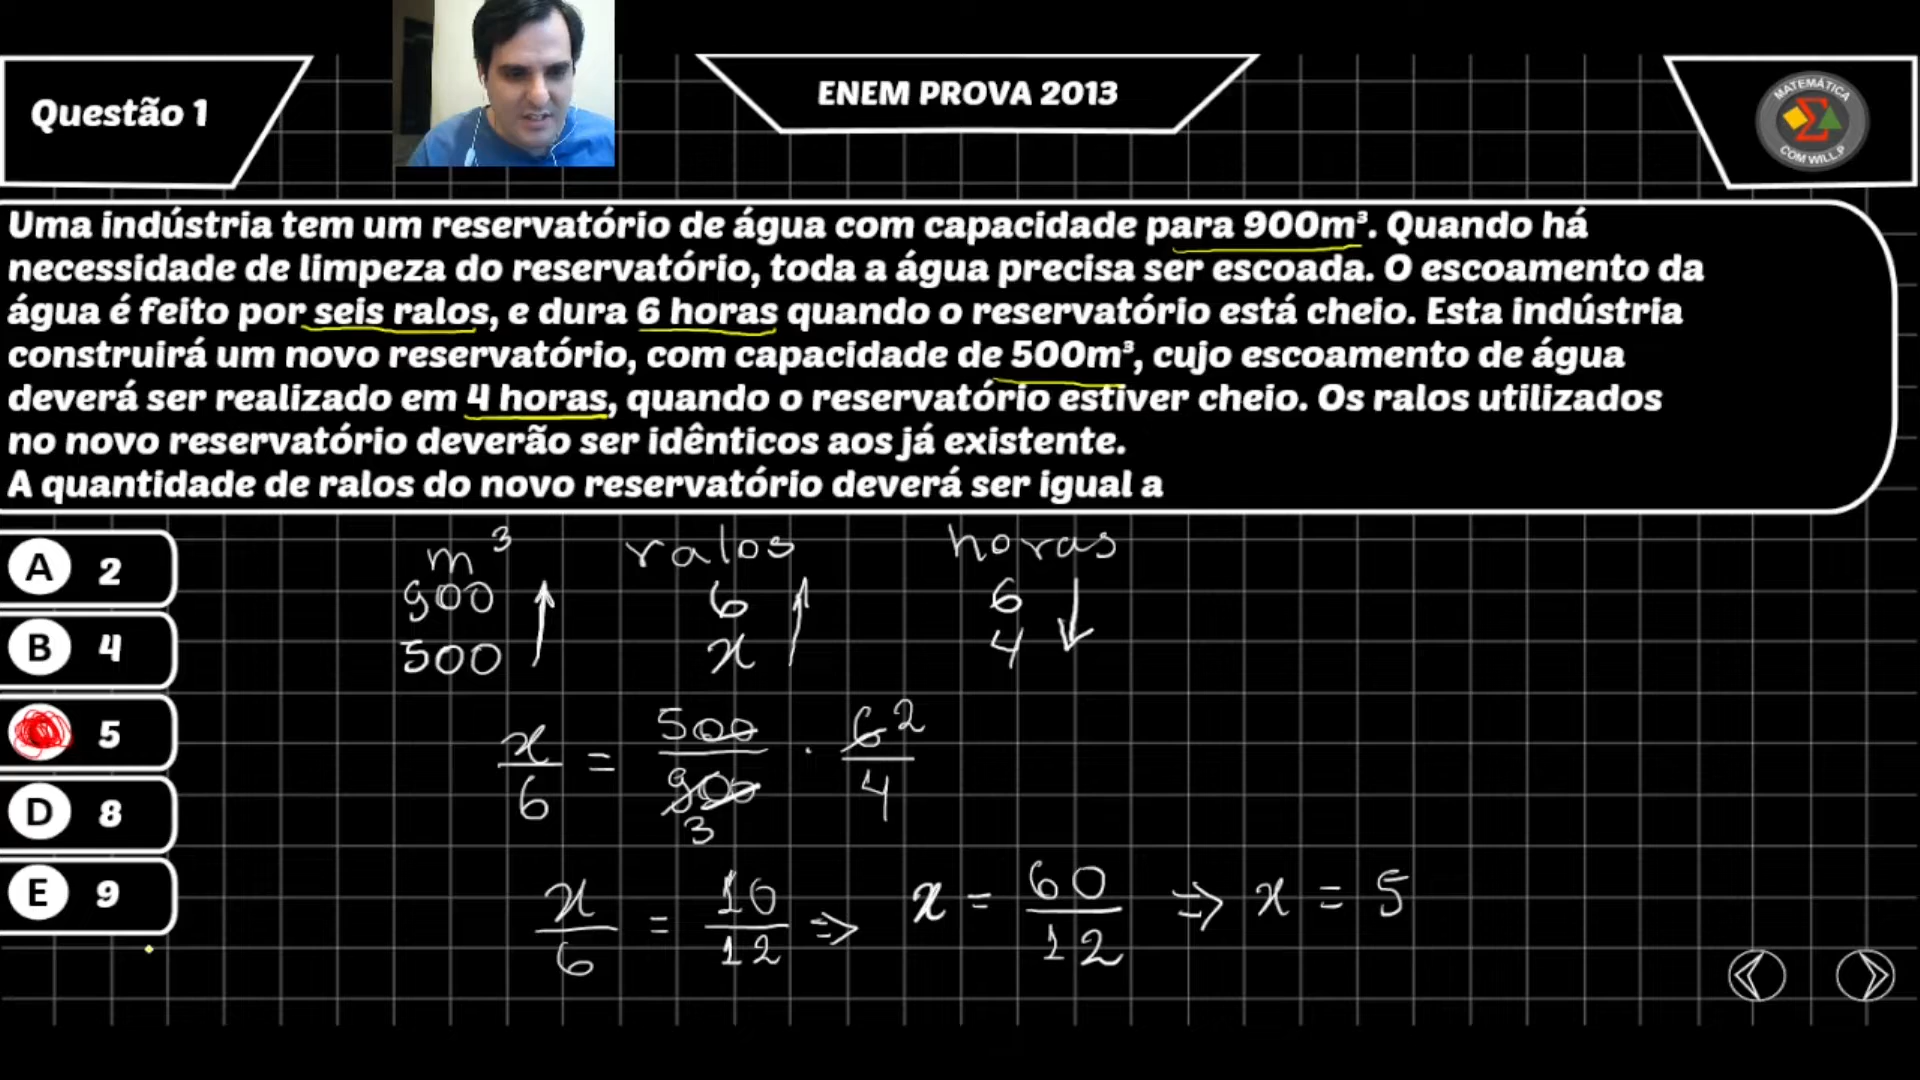 Questão 1
ENEM PROVA 2013
MATEMÁTICA
COM WILL.P
Uma indústria tem um reservatório de água com capacidade para 900m³. Quando há
necessidade de limpeza do reservatório, toda a água precisa ser escoada. O escoamento da
água é feito por seis ralos, e dura 6 horas quando o reservatório está cheio. Esta indústria
construirá um novo reservatório, com capacidade de 500m³, cujo escoamento de água
deverá ser realizado em 4 horas, quando o reservatório estiver cheio. Os ralos utilizados
no novo reservatório deverão ser idênticos aos já existente.
A quantidade de ralos do novo reservatório deverá ser igual a
A 2
B 4
5
D 8
E 9
m³ ralos horas
900 6 6
500 x 4
x/6 = 500/900 · 6/4
2
3
x/6 = 10/12 => x = 60/12 => x = 5